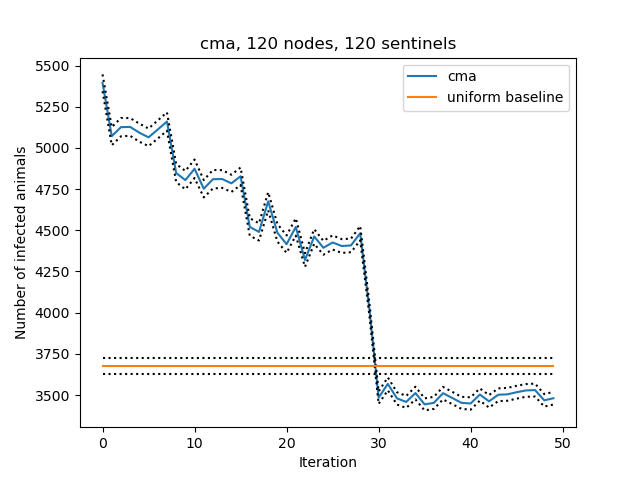 cma, 120 nodes, 120 sentinels
cma
uniform baseline
5500
5250
5000
4750
4500
4250
4000
3750
3500
Number of infected animals
0 10 20 30 40 50
Iteration